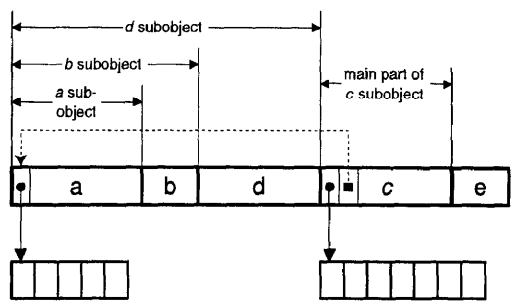 d subobject
b subobject
a sub-
object
main part of
c subobject
a
b
d
c
e